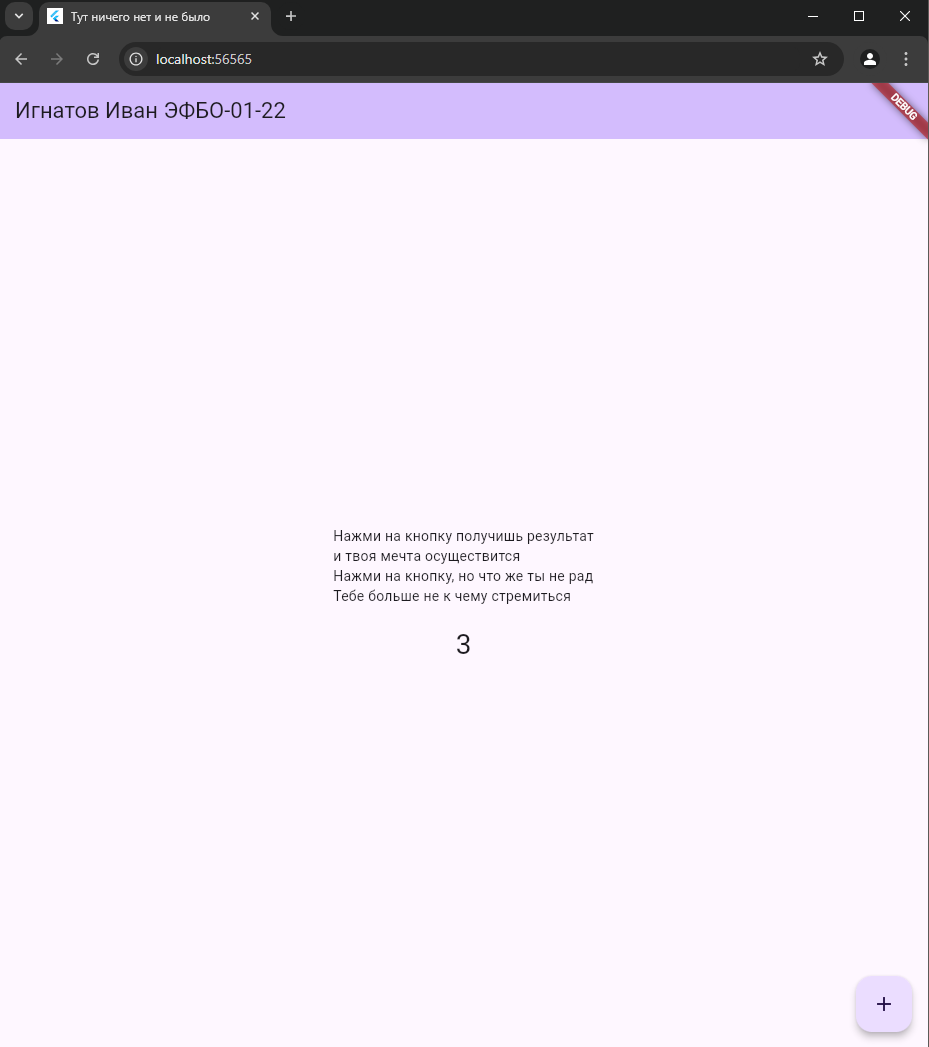 Тут ничего нет и не было
localhost:56565
Игнатов Иван ЭФБО-01-22
DEBUG
Нажми на кнопку получишь результат
и твоя мечта осуществится
Нажми на кнопку, но что же ты не рад
Тебе больше не к чему стремиться
3